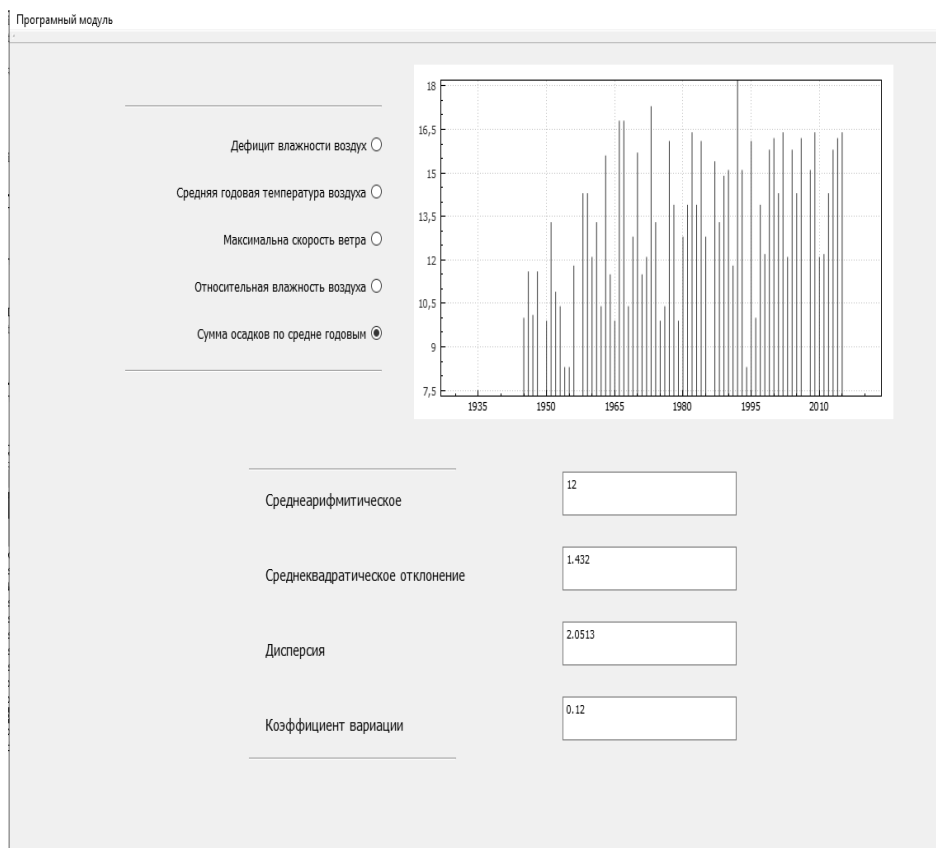 Програмный модуль
Дефицит влажности воздух
Средняя годовая температура воздуха
Максимальна скорость ветра
Относительная влажность воздуха
Сумма осадков по средне годовым
18
16,5
15
13,5
12
10,5
9
7,5
1935 1950 1965 1980 1995 2010
Среднеарифмитическое
12
Среднеквадратическое отклонение
1.432
Дисперсия
2.0513
Коэффициент вариации
0.12